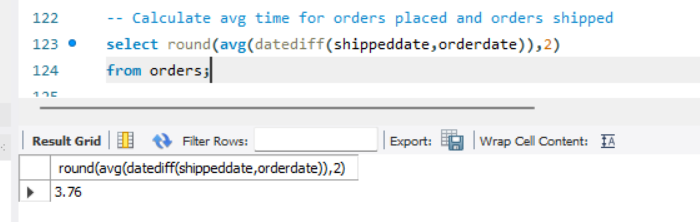 122 -- Calculate avg time for orders placed and orders shipped
123 select round(avg(datediff(shippeddate,orderdate)),2)
124 from orders;
125
Result Grid Filter Rows: Export: Wrap Cell Content: IA
round(avg(datediff(shippeddate,orderdate)),2)
3.76